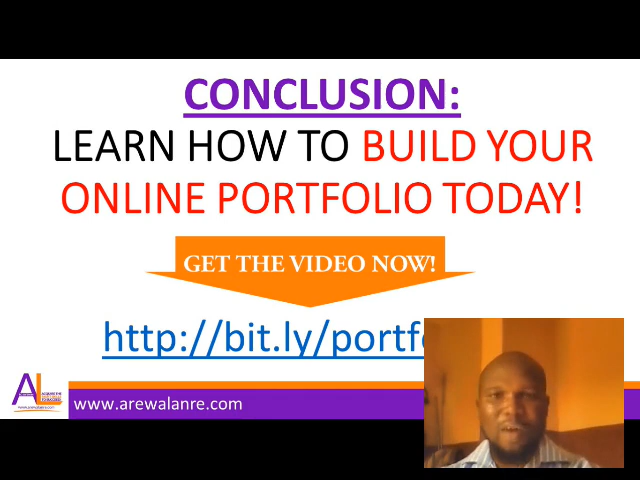 CONCLUSION:
LEARN HOW TO BUILD YOUR
ONLINE PORTFOLIO TODAY!
GET THE VIDEO NOW!
http://bit.ly/portf
AL
www.arewalanre.com